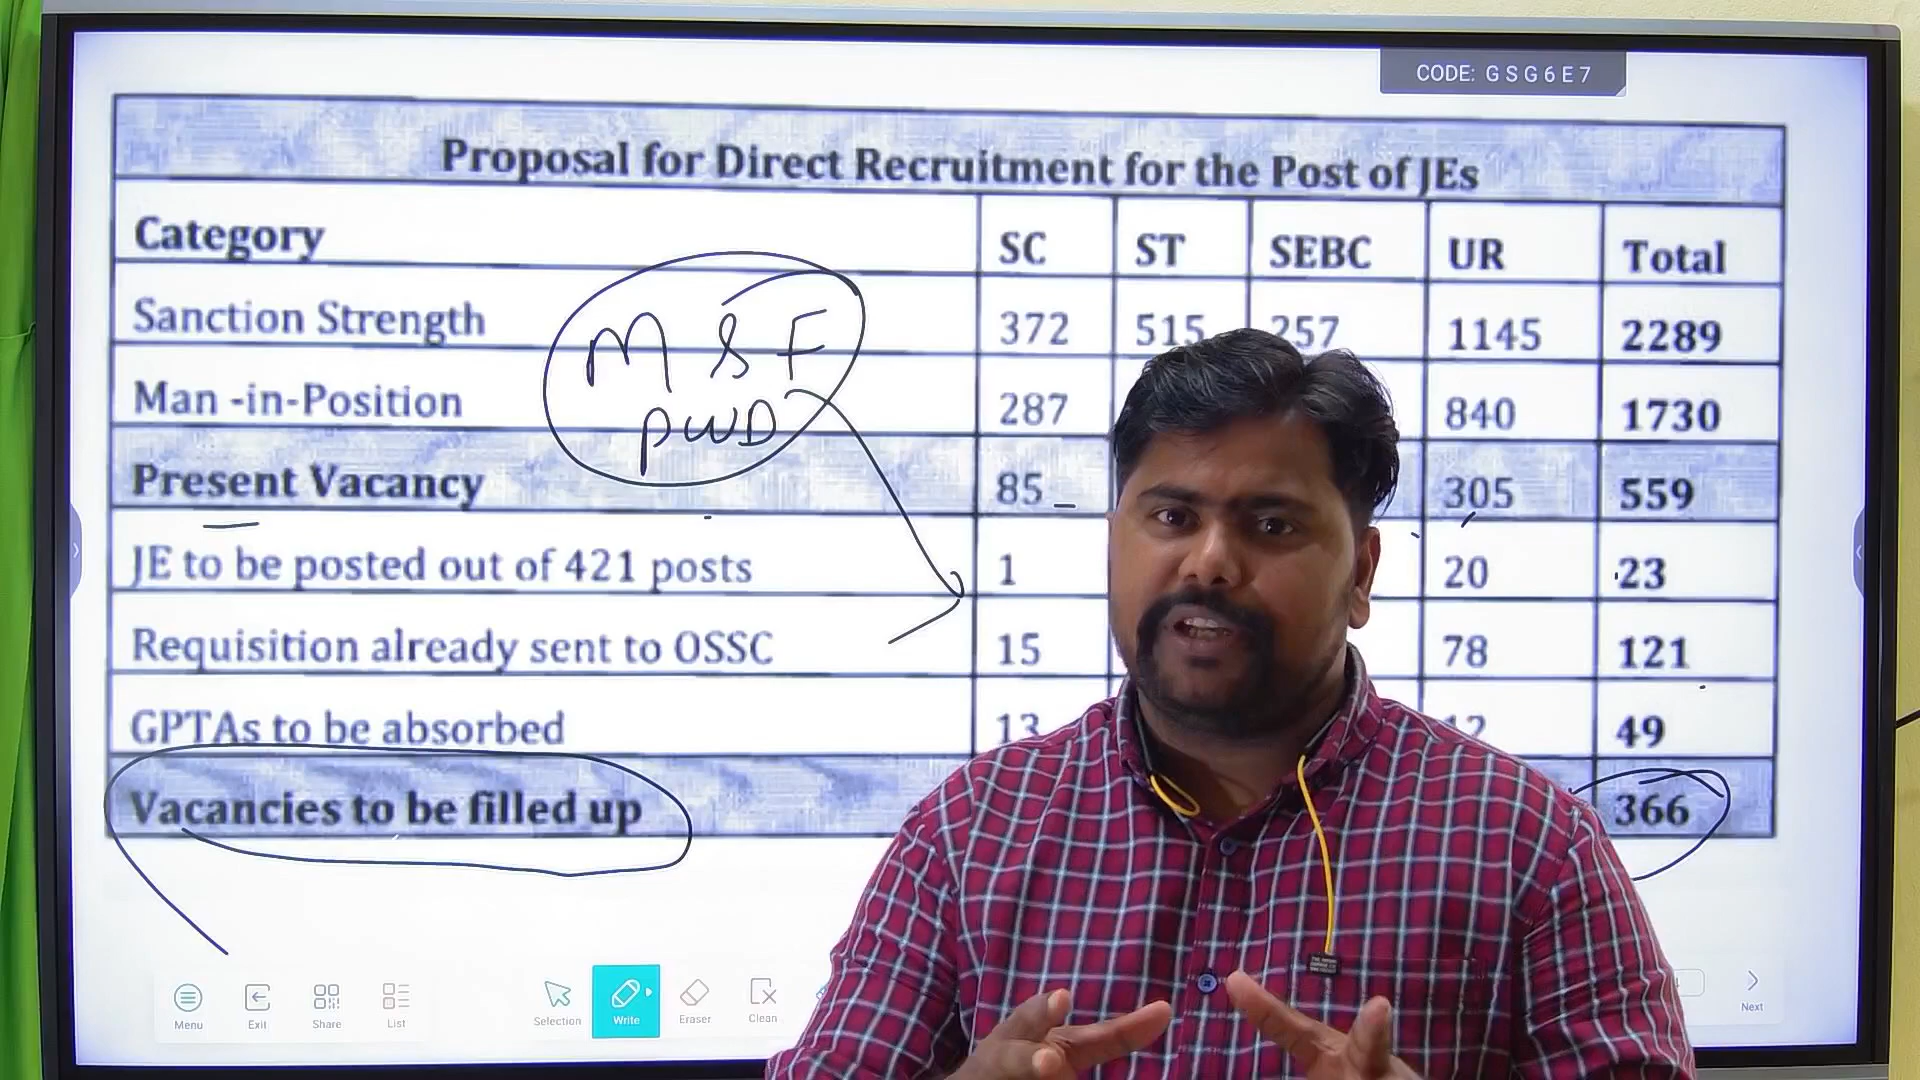 CODE: GSG6E7
Proposal for Direct Recruitment for the Post of JEs
Category SC ST SEBC UR Total
Sanction Strength 372 515 257 1145 2289
M & F
Man -in-Position 287 840 1730
PWD
Present Vacancy 85 305 559
JE to be posted out of 421 posts 1 20 23
Requisition already sent to OSSC 15 78 121
GPTAs to be absorbed 13 12 49
Vacancies to be filled up 366
Menu Exit Share List Selection Write Eraser Clean Next